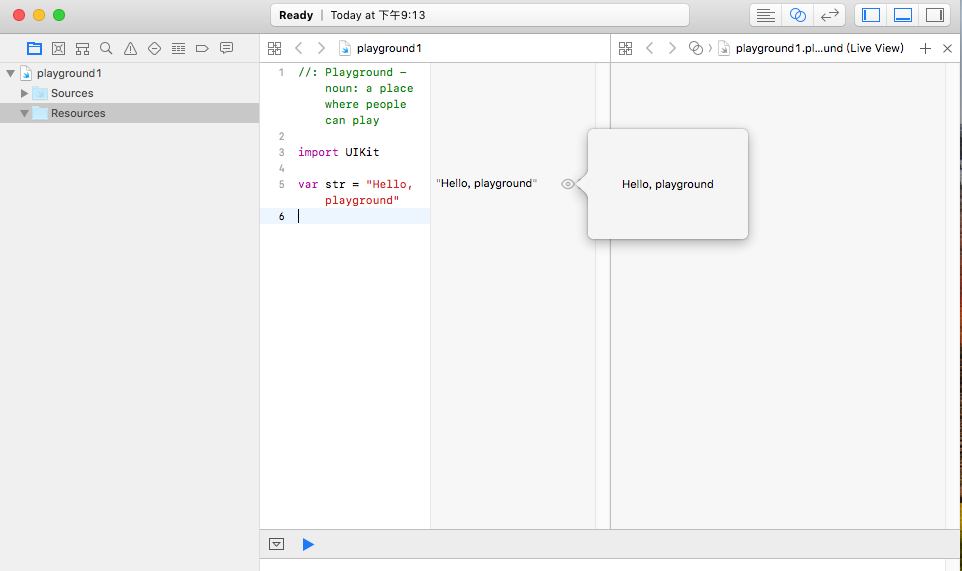 Ready | Today at 下午9:13
playground1
playground1.pl...und (Live View)
playground1
Sources
Resources
1 //: Playground -
noun: a place
where people
can play
2
3 import UIKit
4
5 var str = "Hello,
playground"
6
"Hello, playground"
Hello, playground